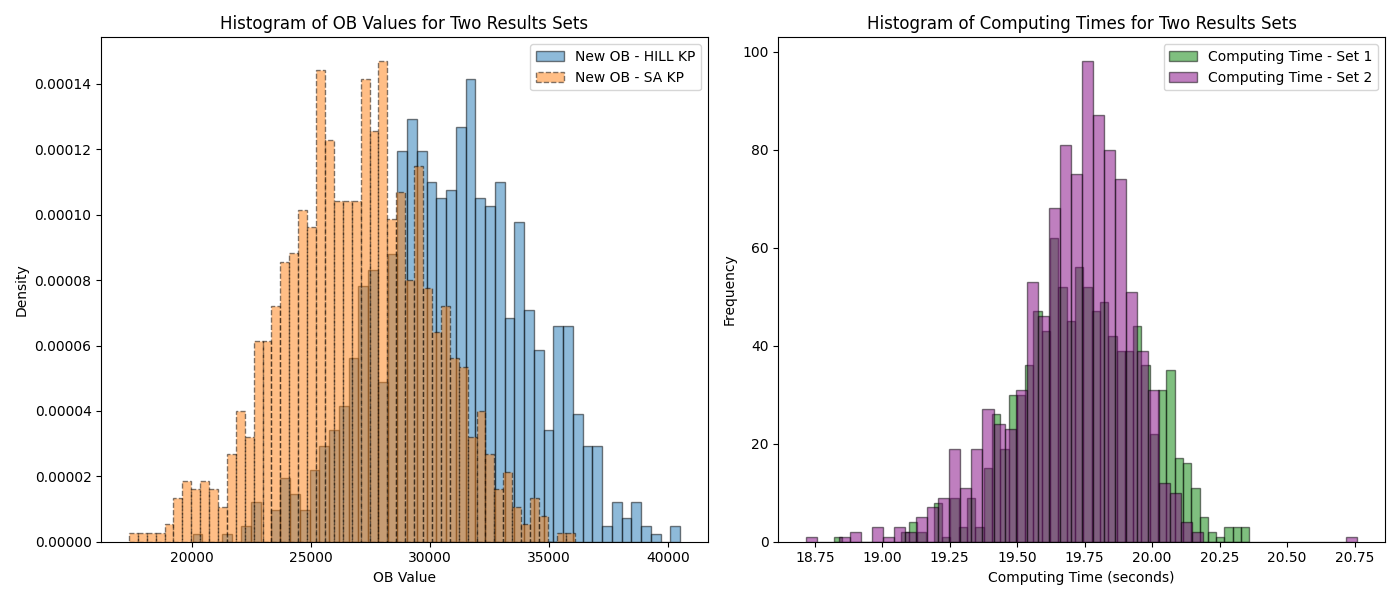 Histogram of OB Values for Two Results Sets
New OB - HILL KP
New OB - SA KP
0.00014
0.00012
0.00010
0.00008
0.00006
0.00004
0.00002
0.00000
Density
20000 25000 30000 35000 40000
OB Value
Histogram of Computing Times for Two Results Sets
Computing Time - Set 1
Computing Time - Set 2
100
80
60
40
20
0
Frequency
18.75 19.00 19.25 19.50 19.75 20.00 20.25 20.50 20.75
Computing Time (seconds)